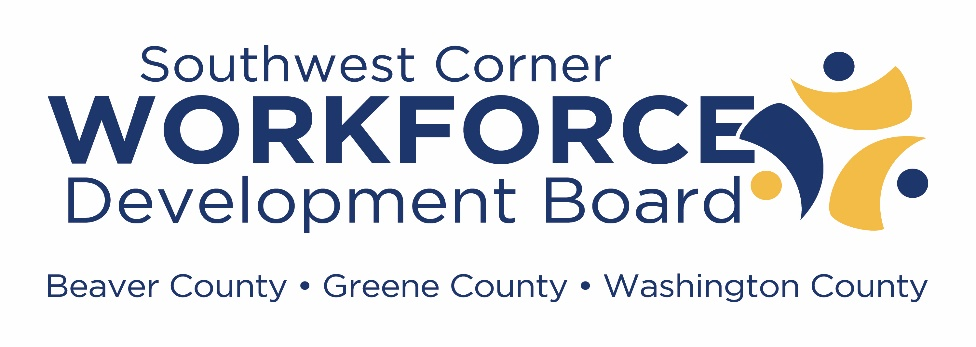 Southwest Corner
WORKFORCE
Development Board
Beaver County • Greene County • Washington County